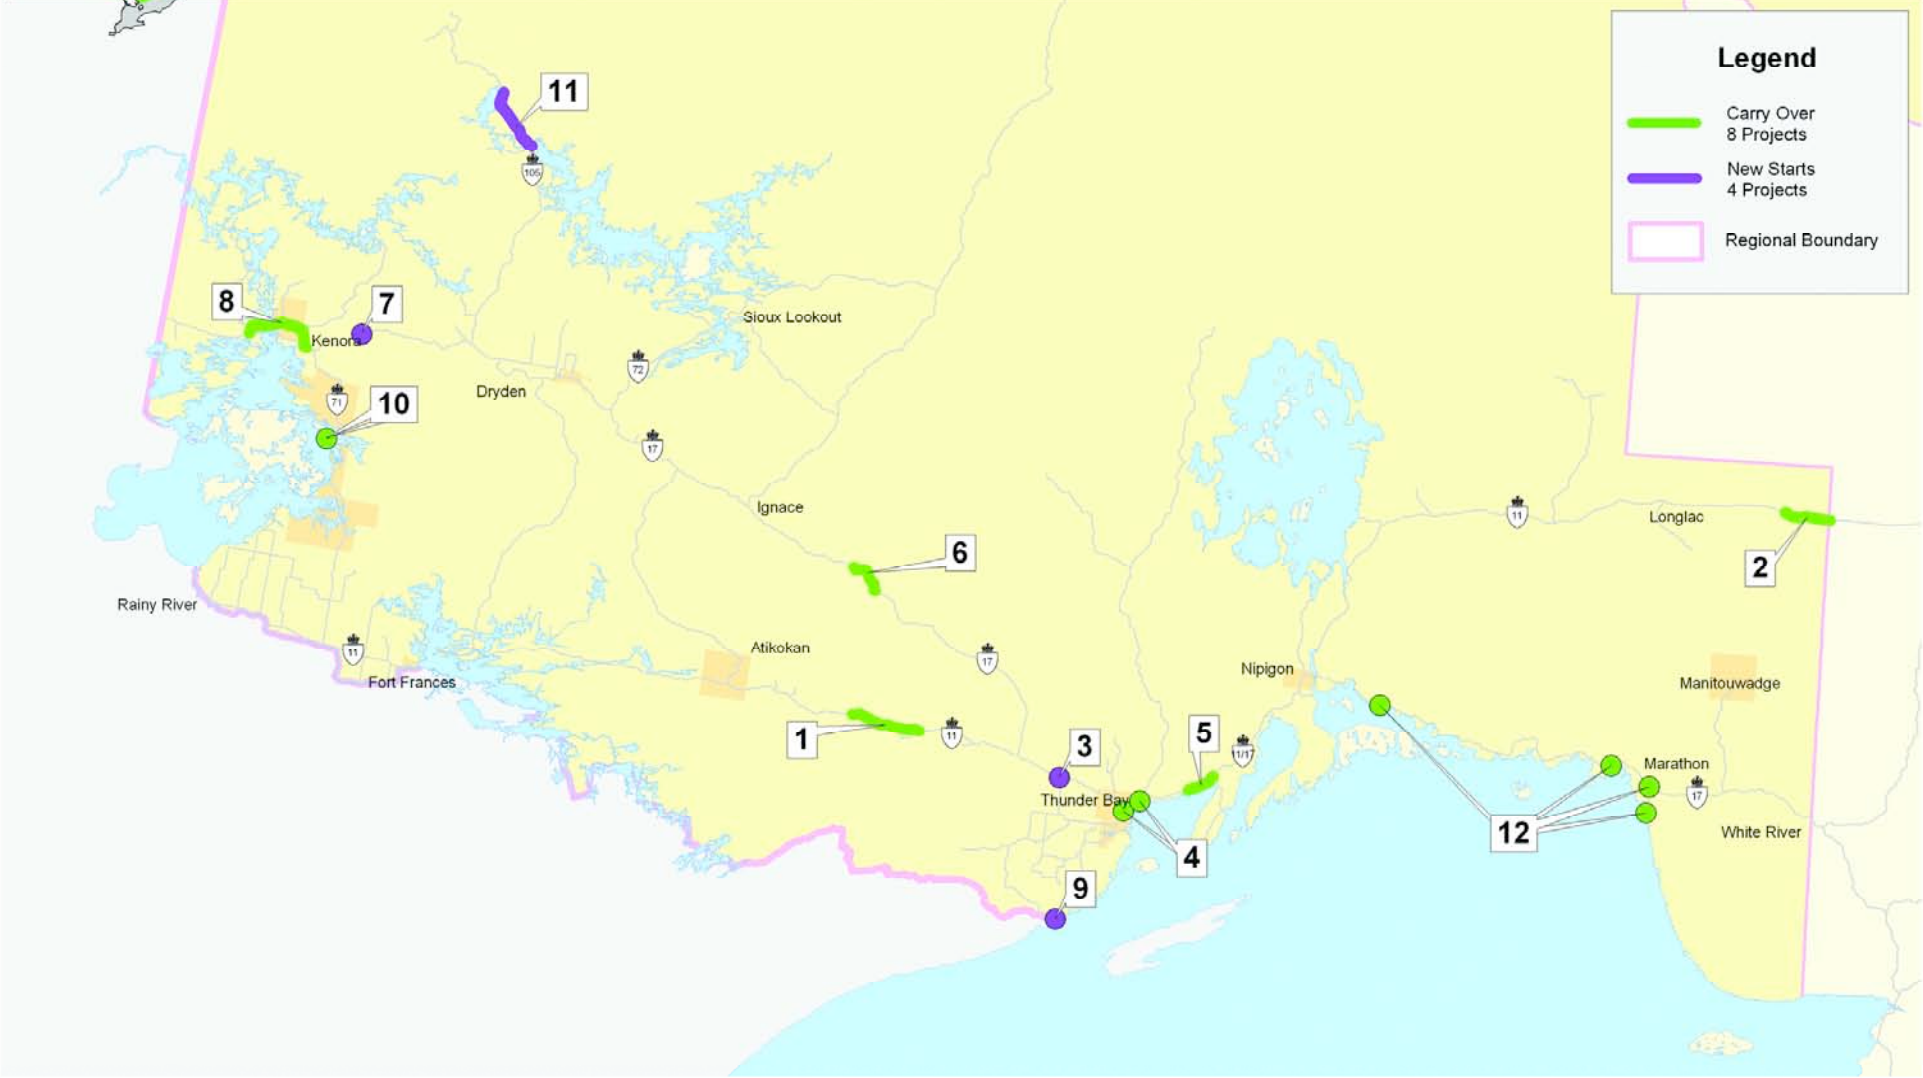 Legend
Carry Over
8 Projects
New Starts
4 Projects
Regional Boundary
11
105
8
7
Kenora
Sioux Lookout
72
Dryden
71
10
17
Ignace
11
Longlac
2
6
Rainy River
11
Atikokan
17
Fort Frances
Nipigon
Manitouwadge
1
11
3
5
11/17
Marathon
17
Thunder Bay
12
White River
4
9